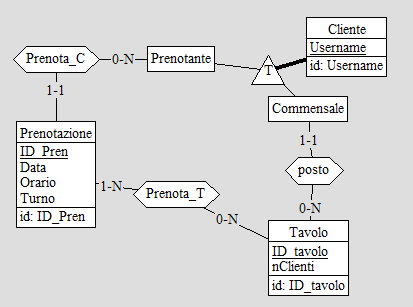 Cliente
Username
id: Username
Prenota_C
0-N
Prenotante
T
1-1
Commensale
Prenotazione
ID_Pren
Data
Orario
Turno
id: ID_Pren
1-1
posto
1-N
Prenota_T
0-N
0-N
Tavolo
ID_tavolo
nClienti
id: ID_tavolo